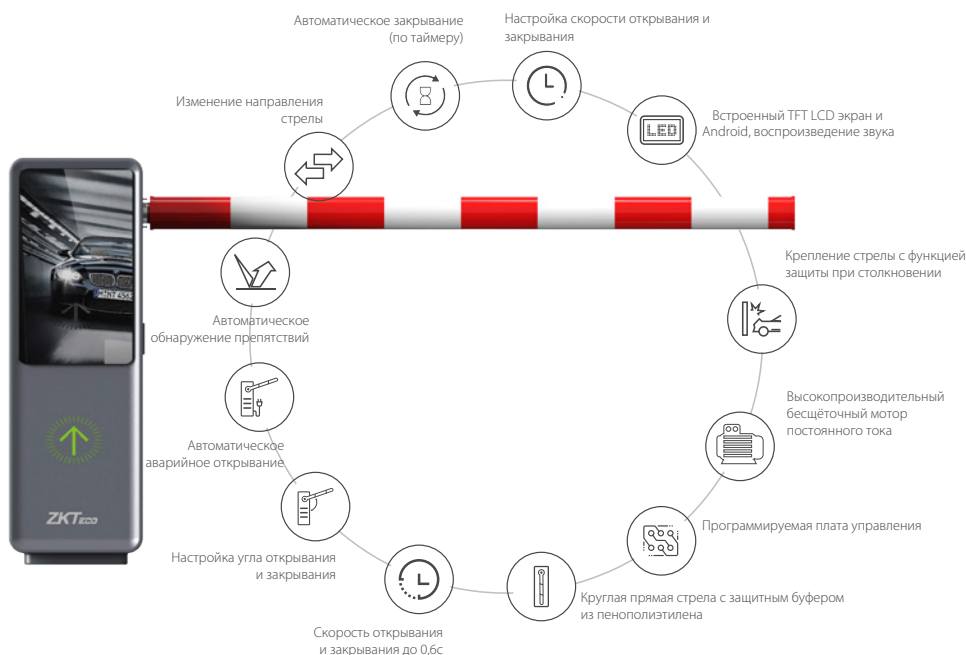 Автоматическое закрывание
(по таймеру)
Настройка скорости открывания и
закрывания
Изменение направления
стрелы
LED
Встроенный TFT LCD экран и
Android, воспроизведение звука
Крепление стрелы с функцией
защиты при столкновении
Автоматическое
обнаружение препятствий
Высокопроизводительный
бесщёточный мотор
постоянного тока
Автоматическое
аварийное открывание
Программируемая плата управления
Настройка угла открывания
и закрывания
Круглая прямая стрела с защитным буфером
из пенополиэтилена
Скорость открывания
и закрывания до 0,6с
M:NT 4567
ZKTeco